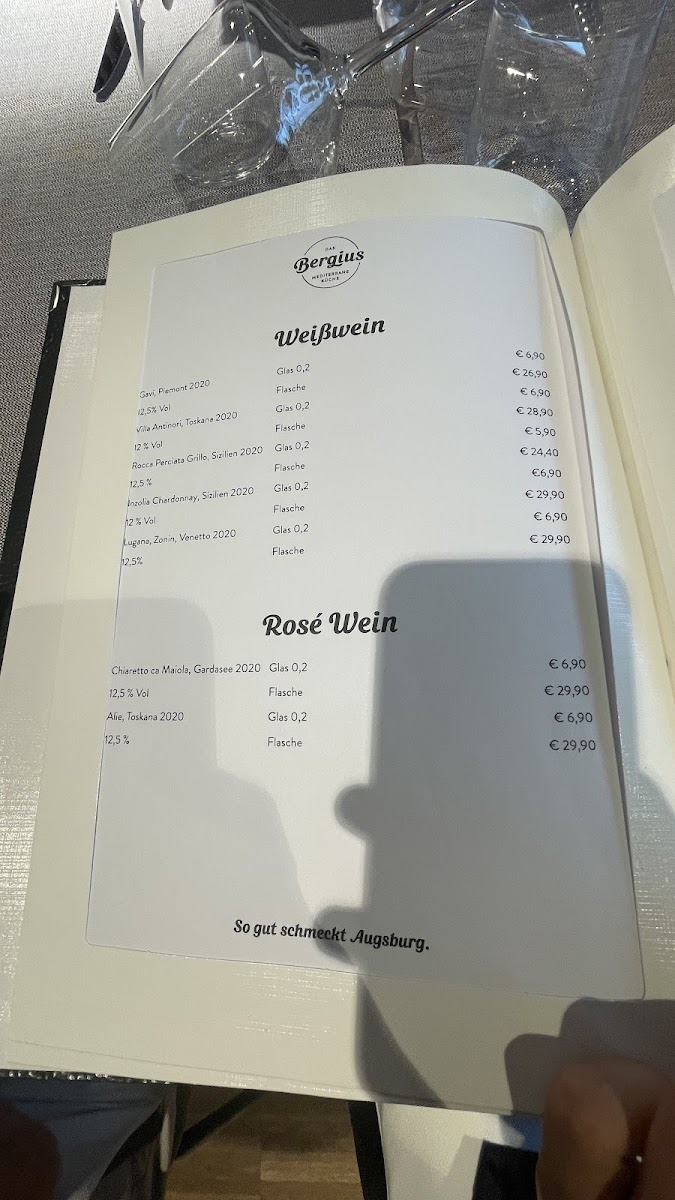 DAS
Bergius
MEDITERRANE
KÜCHE
Weißwein
Gavi, Piemont 2020 Glas 0,2 € 6,90
12,5% Vol Flasche € 26,90
Villa Antinori, Toskana 2020 Glas 0,2 € 6,90
12 % Vol Flasche € 28,90
Rocca Perciata Grillo, Sizilien 2020 Glas 0,2 € 5,90
12,5 % Flasche € 24,40
Inzolia Chardonnay, Sizilien 2020 Glas 0,2 €6,90
12 % Vol Flasche € 29,90
Lugana, Zonin, Venetto 2020 Glas 0,2 € 6,90
12,5% Flasche € 29,90
Rosé Wein
Chiaretto ca Maiola, Gardasee 2020 Glas 0,2 € 6,90
12,5 % Vol Flasche € 29,90
Alie, Toskana 2020 Glas 0,2 € 6,90
12,5 % Flasche € 29,90
So gut schmeckt Augsburg.